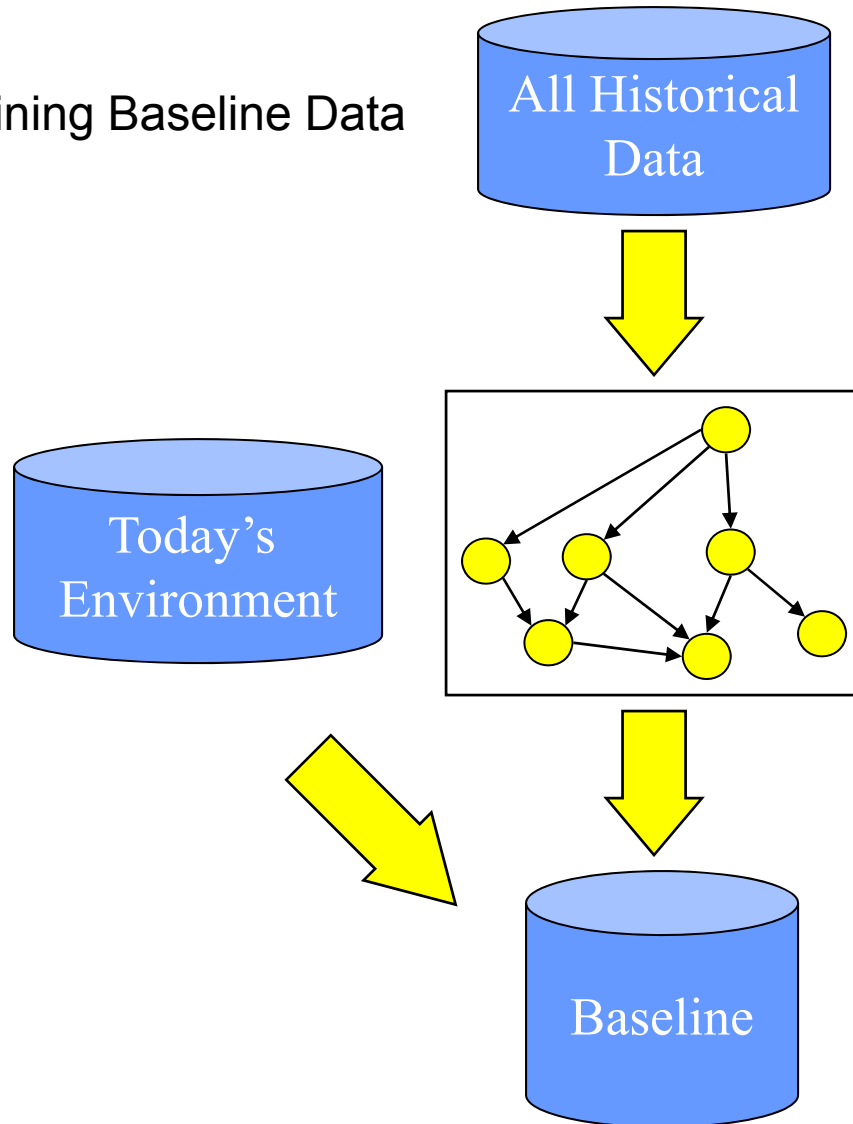 ining Baseline Data
All Historical
Data
Today’s
Environment
Baseline